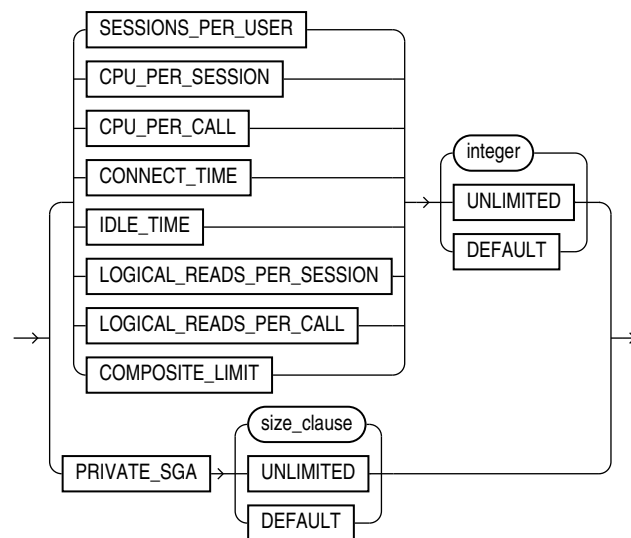 SESSIONS_PER_USER
CPU_PER_SESSION
CPU_PER_CALL
CONNECT_TIME
IDLE_TIME
LOGICAL_READS_PER_SESSION
LOGICAL_READS_PER_CALL
COMPOSITE_LIMIT
integer
UNLIMITED
DEFAULT
PRIVATE_SGA
size_clause
UNLIMITED
DEFAULT